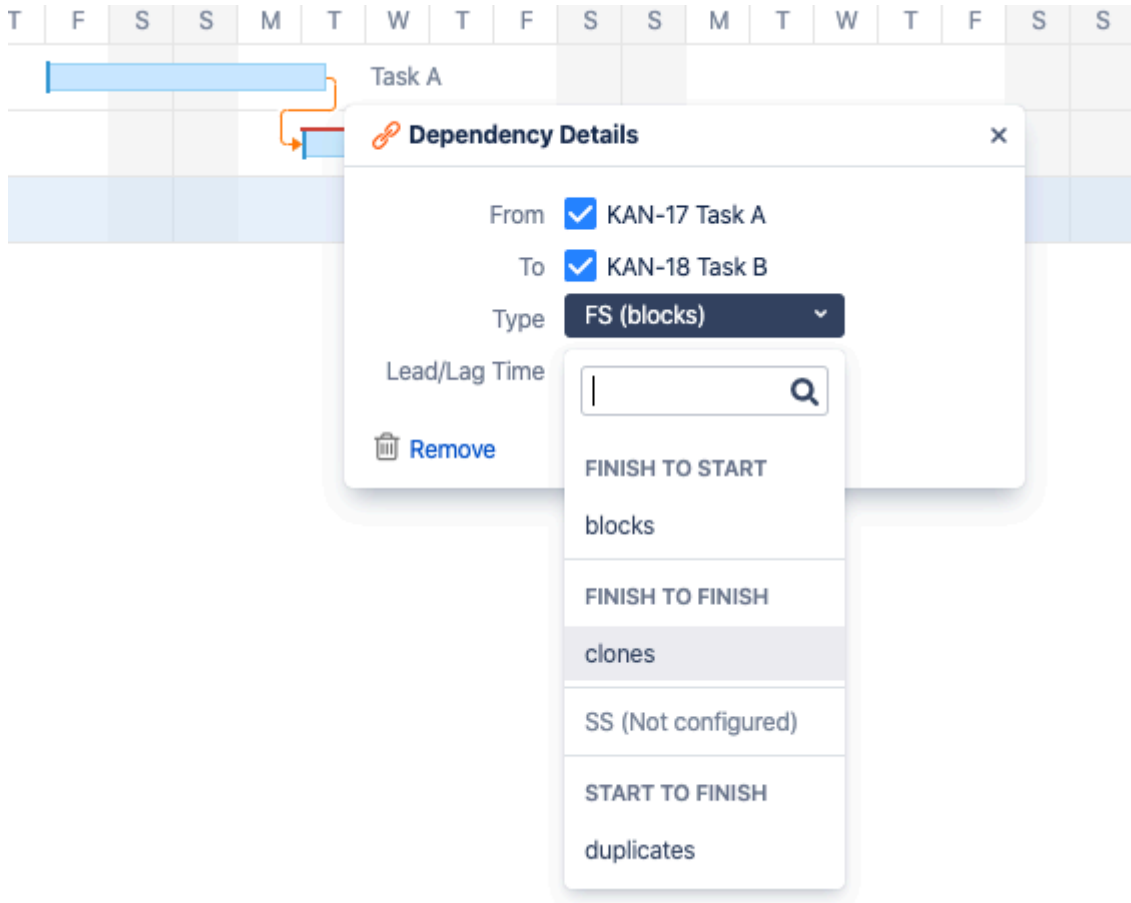 T F S S M T W T F S S M T W T F S S
Task A
Dependency Details ×
From KAN-17 Task A
To KAN-18 Task B
Type FS (blocks)
Lead/Lag Time
Remove
FINISH TO START
blocks
FINISH TO FINISH
clones
SS (Not configured)
START TO FINISH
duplicates